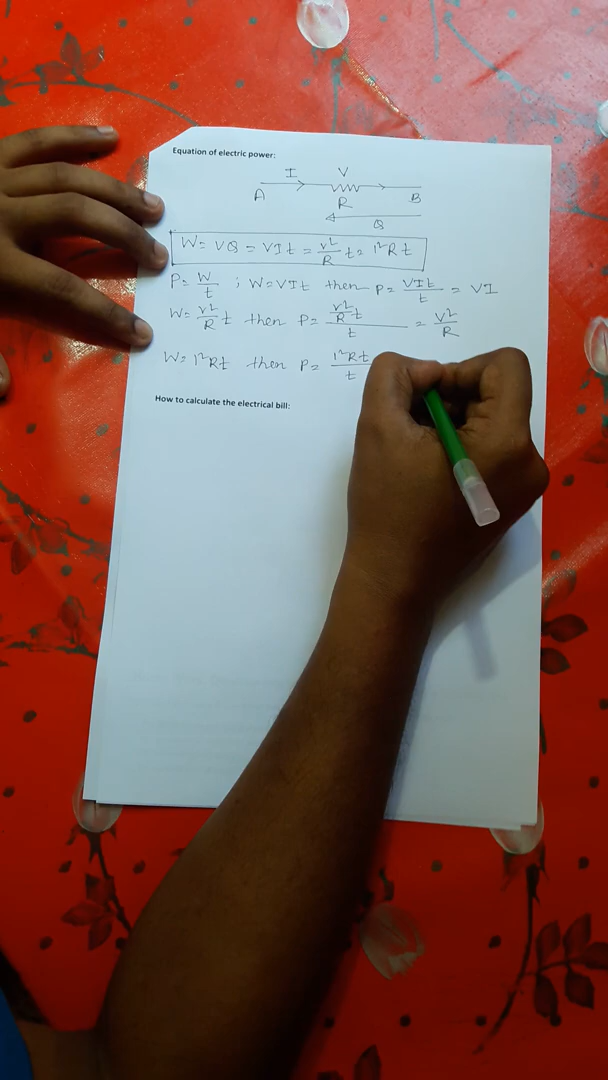 Equation of electric power:
I V
A R B
Q
W = VQ = VIt = V²/R t = I²Rt
P = W/t ; W = VIt then P = VIt/t = VI
W = V²/R t then P = V²/R t / t = V²/R
W = I²Rt then P = I²Rt/t
How to calculate the electrical bill: